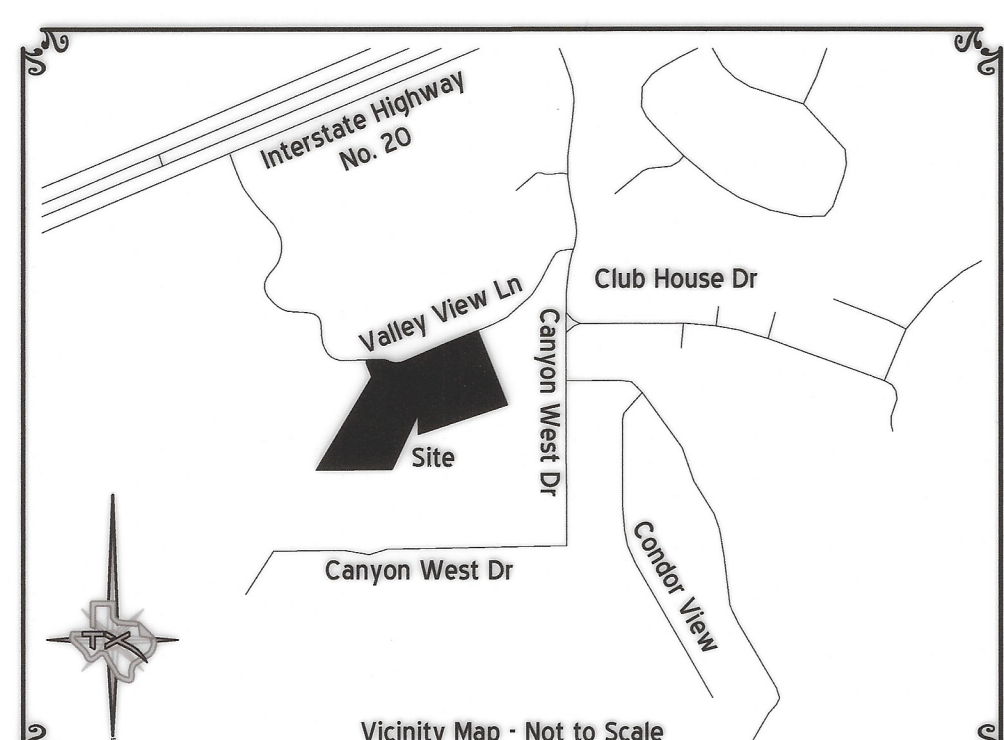 Interstate Highway
No. 20
Valley View Ln
Club House Dr
Canyon West Dr
Site
Canyon West Dr
Condor View
TX
Vicinity Map - Not to Scale